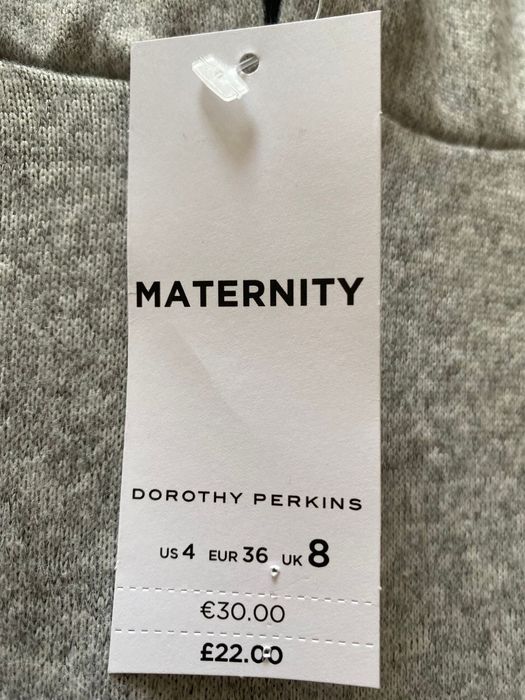 MATERNITY
DOROTHY PERKINS
US 4 EUR 36 UK 8
€30.00
£22.00